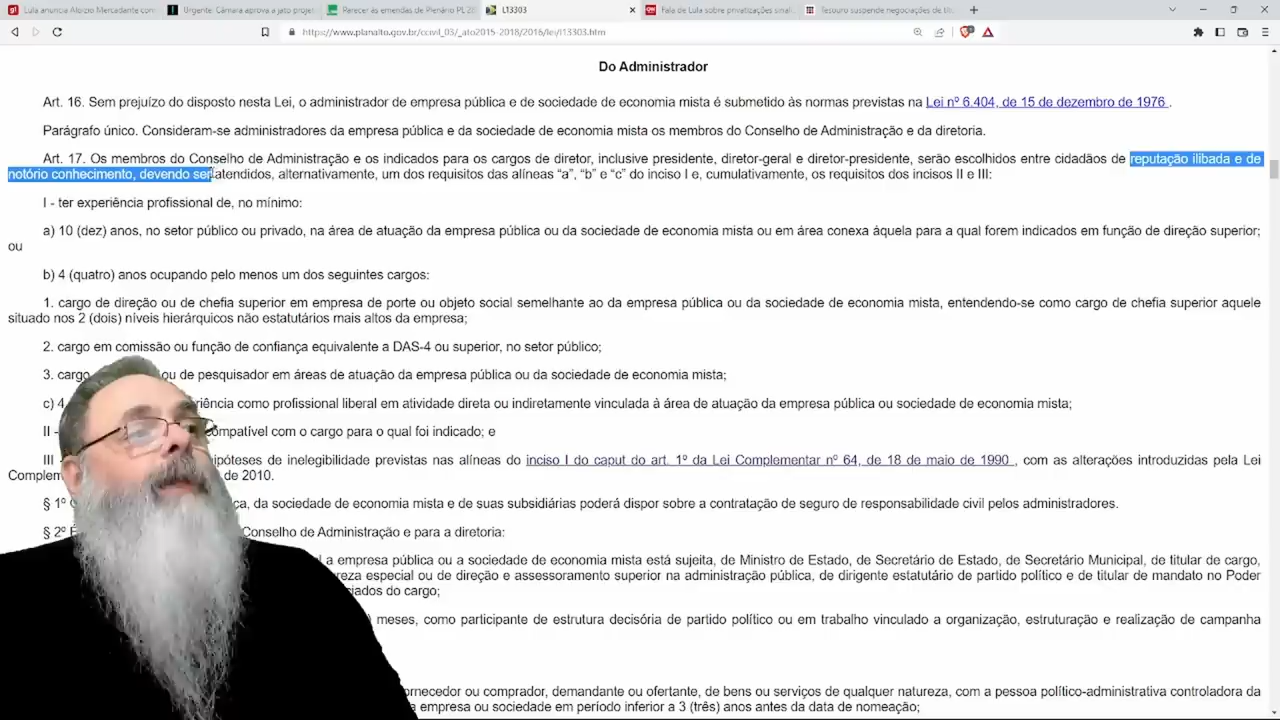 Lula anuncia Aloizio Mercadante com
Urgente: Câmara aprova a jato projet
Parecer às emendas de Plenário PL 28
L13303
Fala de Lula sobre privatizações sinali
Tesouro suspende negociações de tít
https://www.planalto.gov.br/ccivil_03/_ato2015-2018/2016/lei/l13303.htm
Do Administrador
Art. 16. Sem prejuízo do disposto nesta Lei, o administrador de empresa pública e de sociedade de economia mista é submetido às normas previstas na Lei nº 6.404, de 15 de dezembro de 1976 .
Parágrafo único. Consideram-se administradores da empresa pública e da sociedade de economia mista os membros do Conselho de Administração e da diretoria.
Art. 17. Os membros do Conselho de Administração e os indicados para os cargos de diretor, inclusive presidente, diretor-geral e diretor-presidente, serão escolhidos entre cidadãos de reputação ilibada e de
notório conhecimento, devendo ser atendidos, alternativamente, um dos requisitos das alíneas “a”, “b” e “c” do inciso I e, cumulativamente, os requisitos dos incisos II e III:
I - ter experiência profissional de, no mínimo:
a) 10 (dez) anos, no setor público ou privado, na área de atuação da empresa pública ou da sociedade de economia mista ou em área conexa àquela para a qual forem indicados em função de direção superior;
ou
b) 4 (quatro) anos ocupando pelo menos um dos seguintes cargos:
1. cargo de direção ou de chefia superior em empresa de porte ou objeto social semelhante ao da empresa pública ou da sociedade de economia mista, entendendo-se como cargo de chefia superior aquele
situado nos 2 (dois) níveis hierárquicos não estatutários mais altos da empresa;
2. cargo em comissão ou função de confiança equivalente a DAS-4 ou superior, no setor público;
3. cargo ou de pesquisador em áreas de atuação da empresa pública ou da sociedade de economia mista;
c) 4 riência como profissional liberal em atividade direta ou indiretamente vinculada à área de atuação da empresa pública ou sociedade de economia mista;
II - ompatível com o cargo para o qual foi indicado; e
III ipóteses de inelegibilidade previstas nas alíneas do inciso I do caput do art. 1º da Lei Complementar nº 64, de 18 de maio de 1990 , com as alterações introduzidas pela Lei
Complem de 2010.
§ 1º ca, da sociedade de economia mista e de suas subsidiárias poderá dispor sobre a contratação de seguro de responsabilidade civil pelos administradores.
§ 2º Conselho de Administração e para a diretoria:
l a empresa pública ou a sociedade de economia mista está sujeita, de Ministro de Estado, de Secretário de Estado, de Secretário Municipal, de titular de cargo,
reza especial ou de direção e assessoramento superior na administração pública, de dirigente estatutário de partido político e de titular de mandato no Poder
iados do cargo;
meses, como participante de estrutura decisória de partido político ou em trabalho vinculado a organização, estruturação e realização de campanha
ornecedor ou comprador, demandante ou ofertante, de bens ou serviços de qualquer natureza, com a pessoa político-administrativa controladora da
empresa ou sociedade em período inferior a 3 (três) anos antes da data de nomeação;